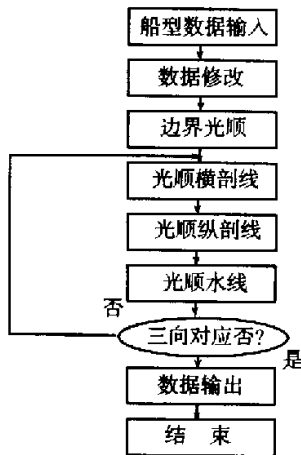 船型数据输入
数据修改
边界光顺
光顺横剖线
光顺纵剖线
光顺水线
否
三向对应否?
是
数据输出
结 束